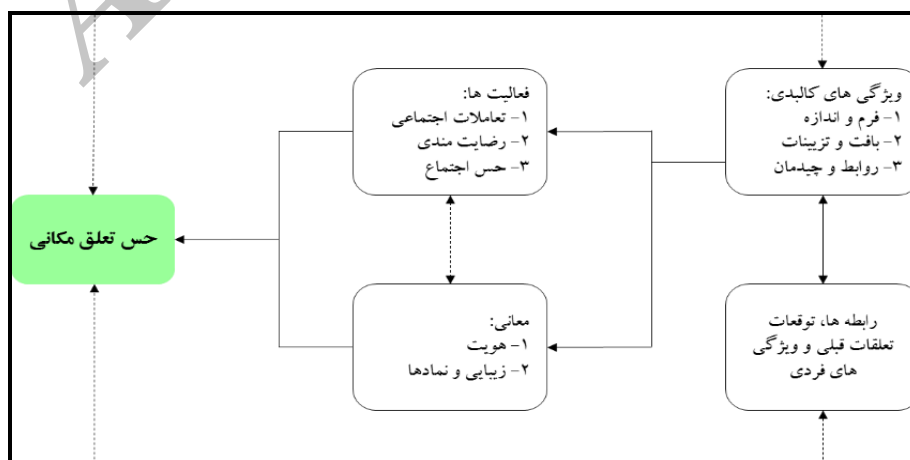 ویژگی های کالبدی:
۱- فرم و اندازه
۲- بافت و تزیینات
۳- روابط و چیدمان
فعالیت ها:
۱- تعاملات اجتماعی
۲- رضایت مندی
۳- حس اجتماع
حس تعلق مکانی
رابطه ها، توقعات
تعلقات قبلی و ویژگی
های فردی
معانی:
۱- هویت
۲- زیبایی و نمادها